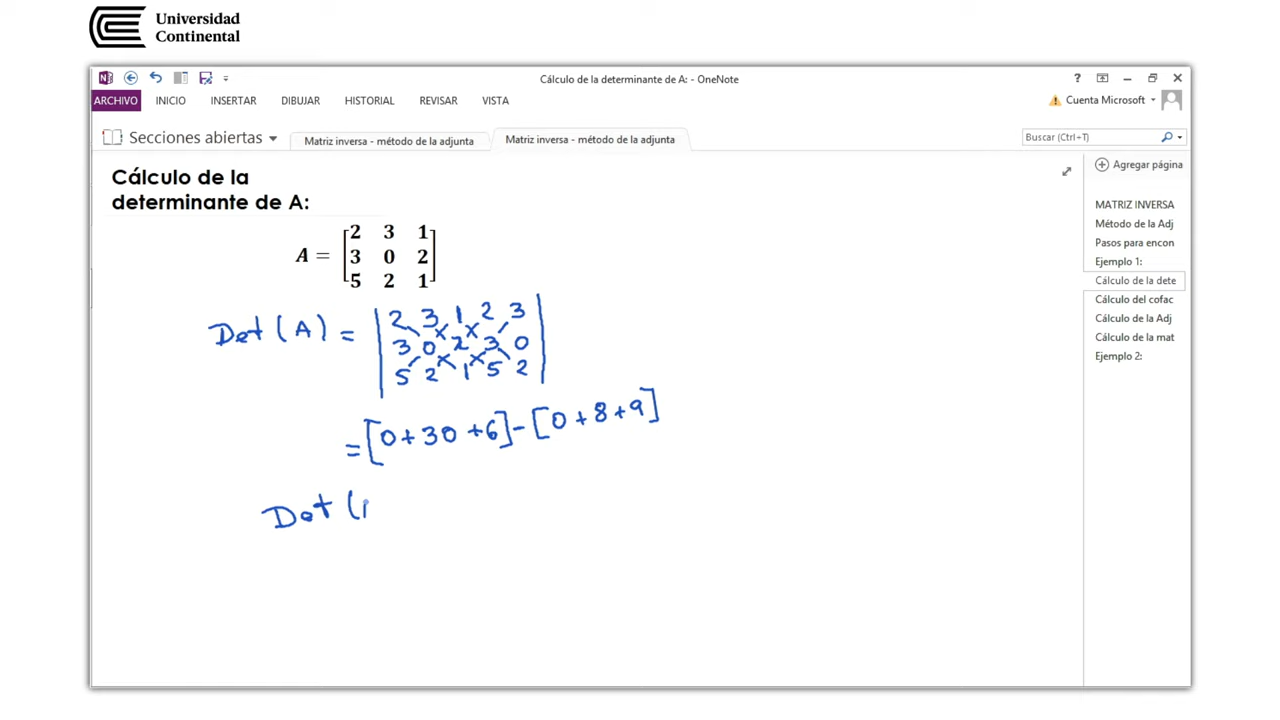 Universidad
Continental
Cálculo de la determinante de A: - OneNote
?
ARCHIVO INICIO INSERTAR DIBUJAR HISTORIAL REVISAR VISTA
Cuenta Microsoft
Secciones abiertas
Matriz inversa - método de la adjunta
Matriz inversa - método de la adjunta
Buscar (Ctrl+T)
Agregar página
MATRIZ INVERSA
Método de la Adj
Pasos para encon
Ejemplo 1:
Cálculo de la dete
Cálculo del cofac
Cálculo de la Adj
Cálculo de la mat
Ejemplo 2:
Cálculo de la
determinante de A:
2 3 1
A = 3 0 2
5 2 1
2 3 1 2 3
Det (A) = 3 0 2 3 0
5 2 1 5 2
= [0 + 30 + 6] - [0 + 8 + 9]
Det (